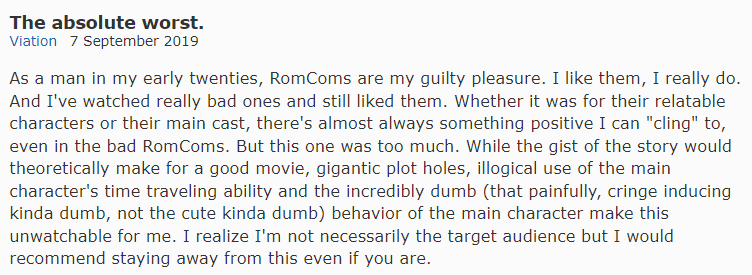 The absolute worst.
Viation 7 September 2019
As a man in my early twenties, RomComs are my guilty pleasure. I like them, I really do.
And I've watched really bad ones and still liked them. Whether it was for their relatable
characters or their main cast, there's almost always something positive I can "cling" to,
even in the bad RomComs. But this one was too much. While the gist of the story would
theoretically make for a good movie, gigantic plot holes, illogical use of the main
character's time traveling ability and the incredibly dumb (that painfully, cringe inducing
kinda dumb, not the cute kinda dumb) behavior of the main character make this
unwatchable for me. I realize I'm not necessarily the target audience but I would
recommend staying away from this even if you are.